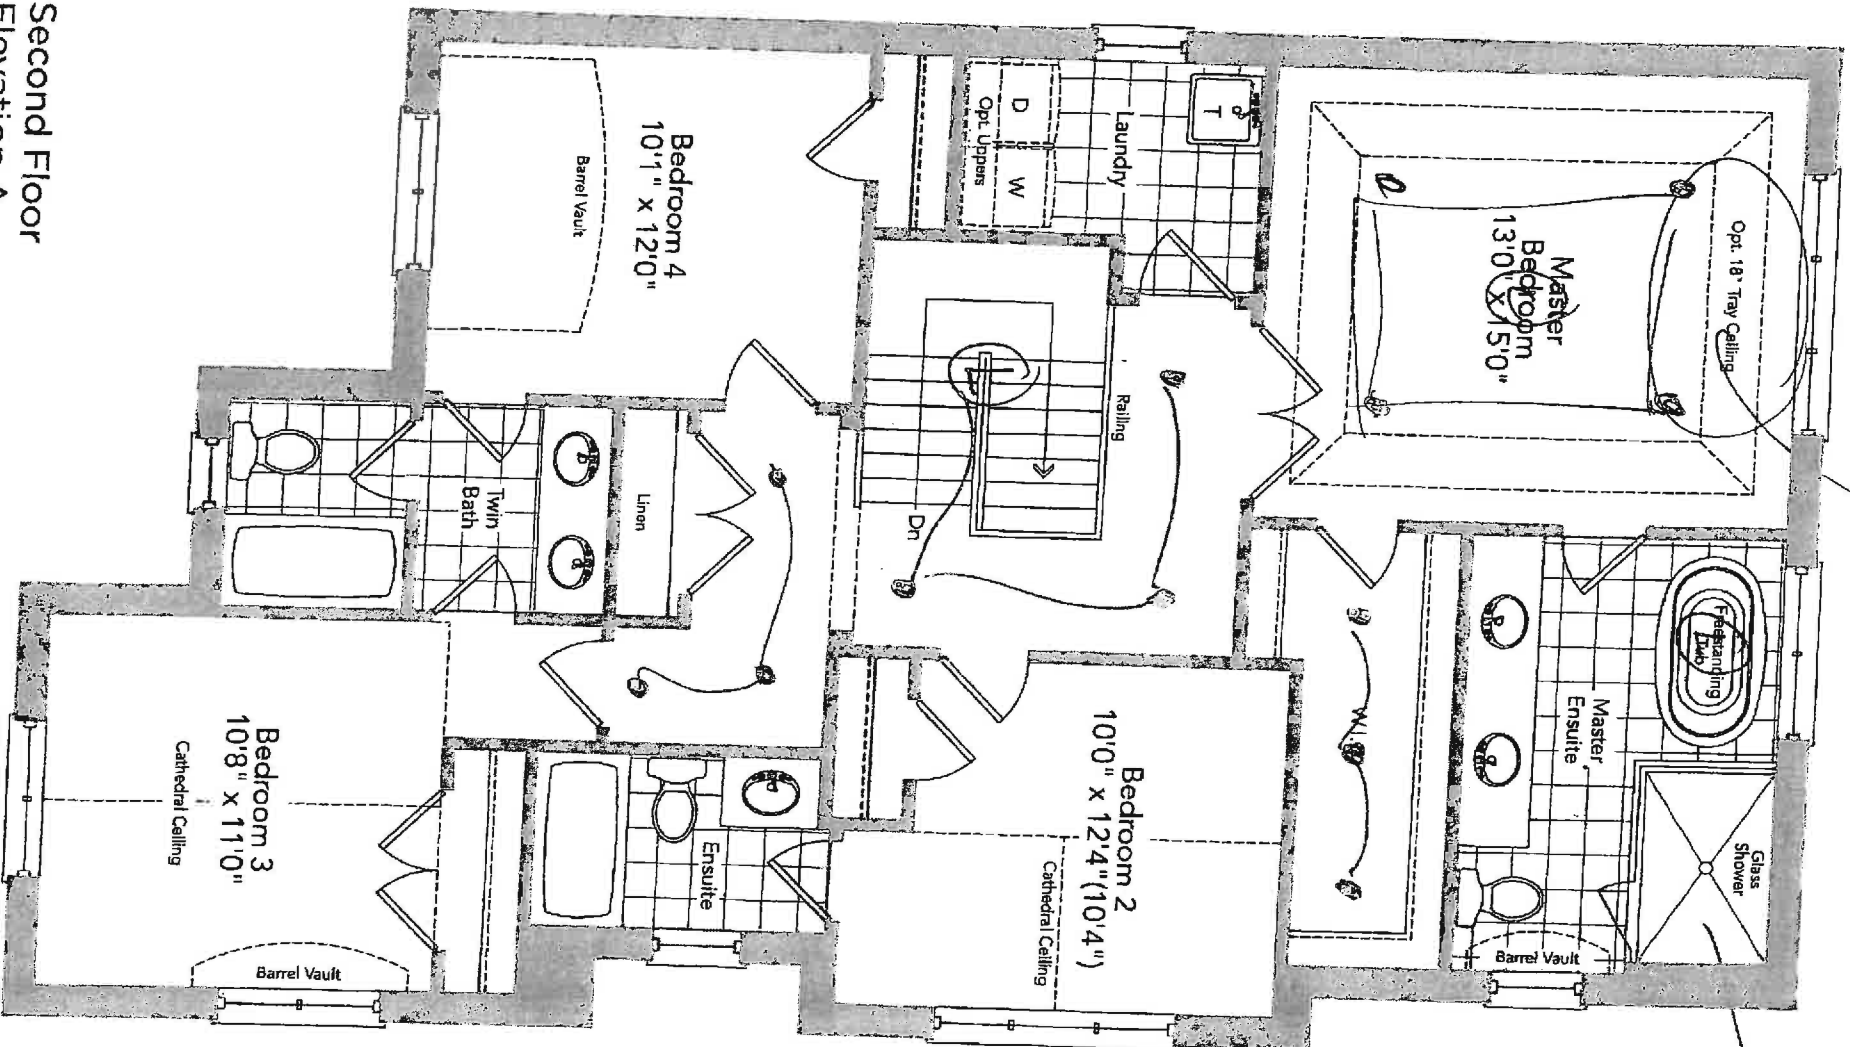 Second Floor
Elevation A
Bedroom 4
10'1" x 12'0"
Barrel Vault
D
W
Opt. Uppers
Laundry
T
Master
Bedroom
13'0" x 15'0"
Opt. 18" Tray Ceiling
Railing
Dn
Linen
Twin
Bath
Master
Ensuite
Freestanding
Tub
Glass
Shower
Barrel Vault
Bedroom 2
10'0" x 12'4"(10'4")
Cathedral Ceiling
Ensuite
Bedroom 3
10'8" x 11'0"
Cathedral Ceiling
Barrel Vault